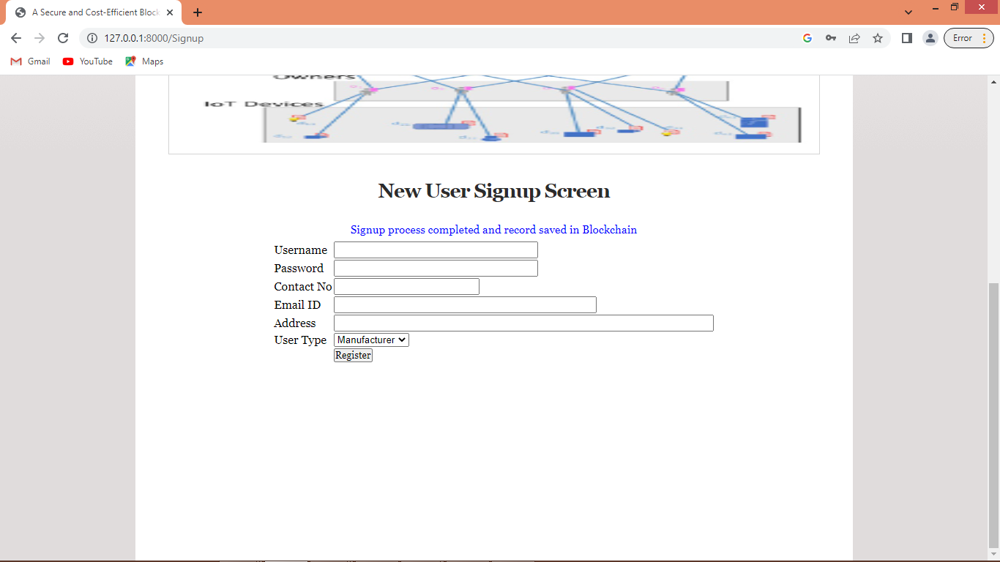 A Secure and Cost-Efficient Block
127.0.0.1:8000/Signup
Error
Gmail YouTube Maps
Owners
IoT Devices
New User Signup Screen
Signup process completed and record saved in Blockchain
Username
Password
Contact No
Email ID
Address
User Type Manufacturer
Register